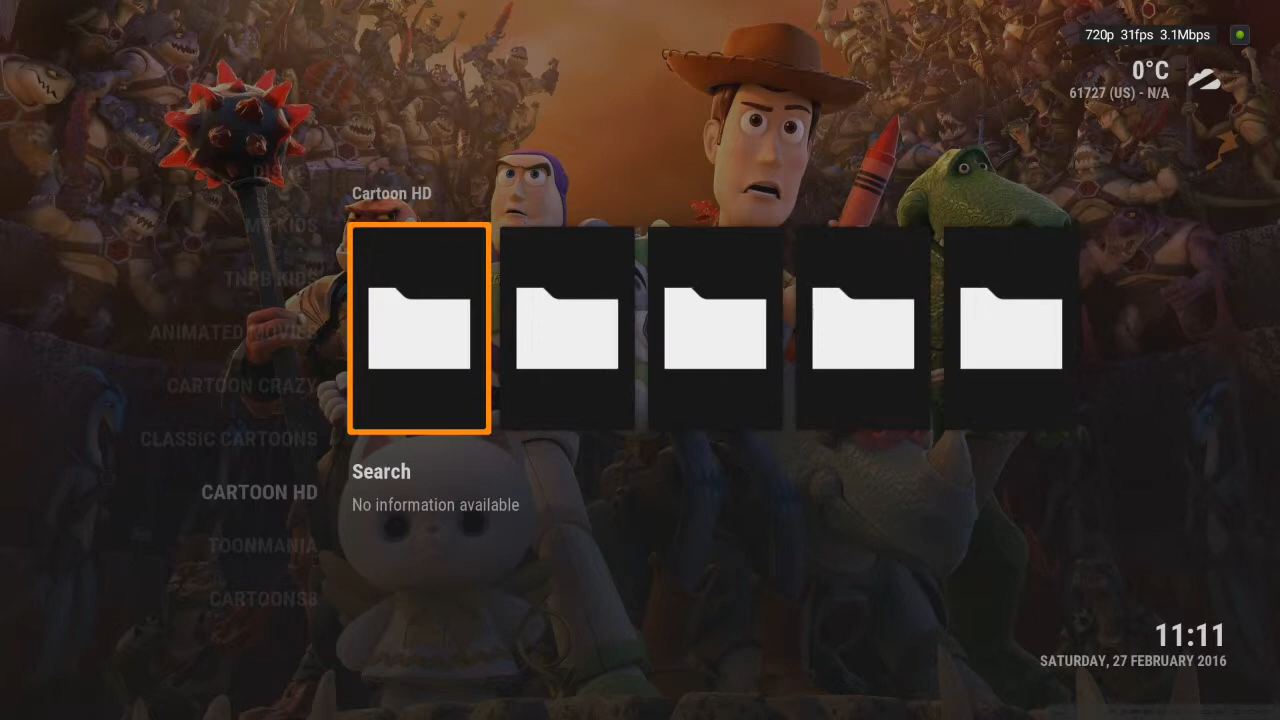 720p 31fps 3.1Mbps
0°C
61727 (US) - N/A
Cartoon HD
MY KIDS
TNPB KIDS
ANIMATED MOVIES
CARTOON CRAZY
CLASSIC CARTOONS
CARTOON HD
TOONMANIA
CARTOONS8
Search
No information available
11:11
SATURDAY, 27 FEBRUARY 2016